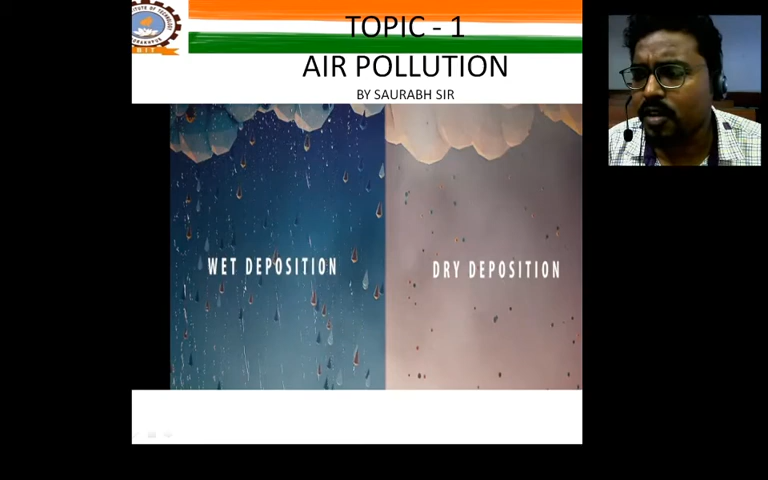 TOPIC - 1
AIR POLLUTION
BY SAURABH SIR
WET DEPOSITION
DRY DEPOSITION